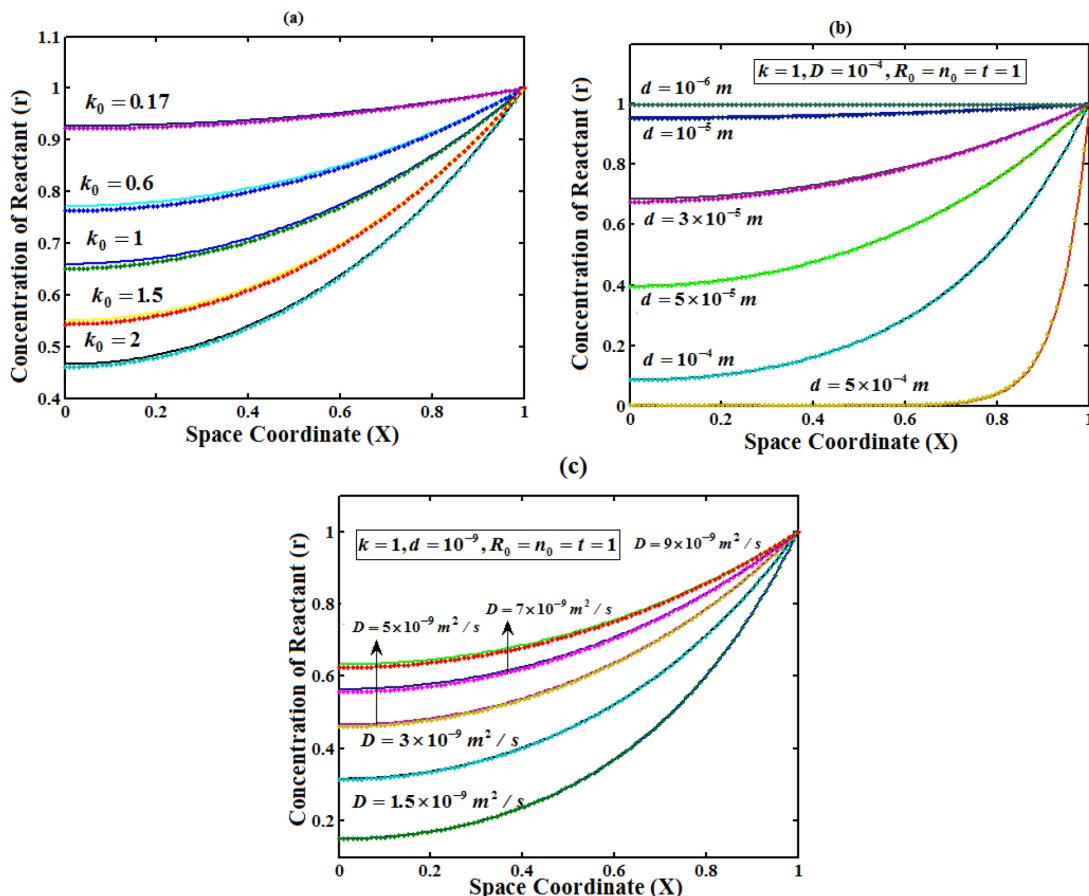 (a)
1.1
1
0.9
0.8
0.7
0.6
0.5
0.4
Concentration of Reactant (r)
k₀ = 0.17
k₀ = 0.6
k₀ = 1
k₀ = 1.5
k₀ = 2
0 0.2 0.4 0.6 0.8 1
Space Coordinate (X)
(b)
k = 1, D = 10⁻⁴, R₀ = n₀ = t = 1
1
0.8
0.6
0.4
0.2
0
Concentration of Reactant (r)
d = 10⁻⁶ m
d = 10⁻⁵ m
d = 3×10⁻⁵ m
d = 5×10⁻⁵ m
d = 10⁻⁴ m
d = 5×10⁻⁴ m
0 0.2 0.4 0.6 0.8 1
Space Coordinate (X)
(c)
k = 1, d = 10⁻⁹, R₀ = n₀ = t = 1
1
0.8
0.6
0.4
0.2
Concentration of Reactant (r)
D = 9×10⁻⁹ m² / s
D = 7×10⁻⁹ m² / s
D = 5×10⁻⁹ m² / s
D = 3×10⁻⁹ m² / s
D = 1.5×10⁻⁹ m² / s
0 0.2 0.4 0.6 0.8 1
Space Coordinate (X)